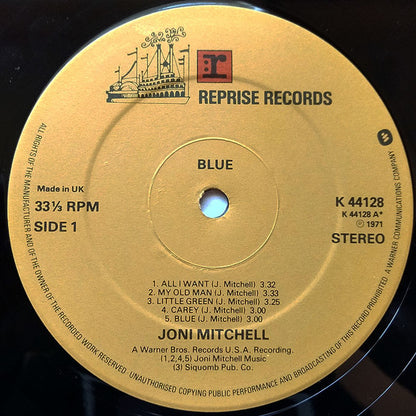 r
REPRISE RECORDS
BLUE
Made in UK
33⅓ RPM
SIDE 1
K 44128
K 44128 A*
℗ 1971
STEREO
1. ALL I WANT (J. Mitchell) 3.32
2. MY OLD MAN (J. Mitchell) 3.33
3. LITTLE GREEN (J. Mitchell) 3.25
4. CAREY (J. Mitchell) 3.00
5. BLUE (J. Mitchell) 3.00
JONI MITCHELL
A Warner Bros. Records U.S.A. Recording.
(1,2,4,5) Joni Mitchell Music
(3) Siquomb Pub. Co.
ALL RIGHTS OF THE MANUFACTURER AND OF THE OWNER OF THE RECORDED WORK RESERVED. UNAUTHORISED COPYING PUBLIC PERFORMANCE AND BROADCASTING OF THIS RECORD PROHIBITED. A WARNER COMMUNICATIONS COMPANY